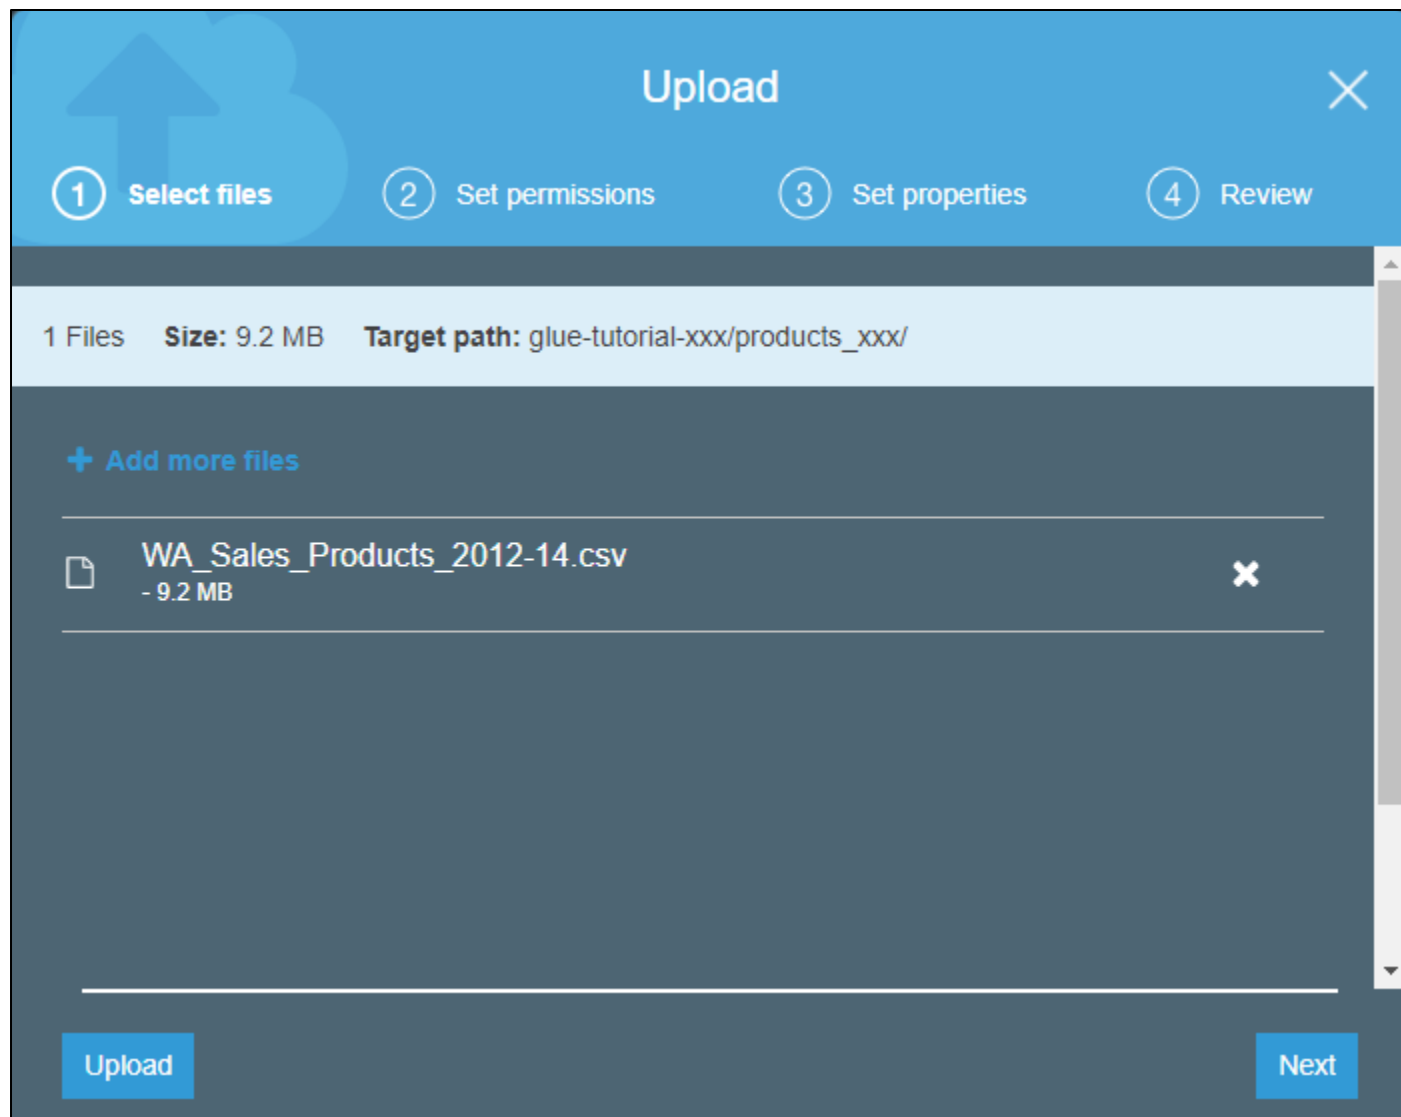 Upload
1 Select files 2 Set permissions 3 Set properties 4 Review
1 Files Size: 9.2 MB Target path: glue-tutorial-xxx/products_xxx/
+ Add more files
WA_Sales_Products_2012-14.csv
- 9.2 MB
Upload Next